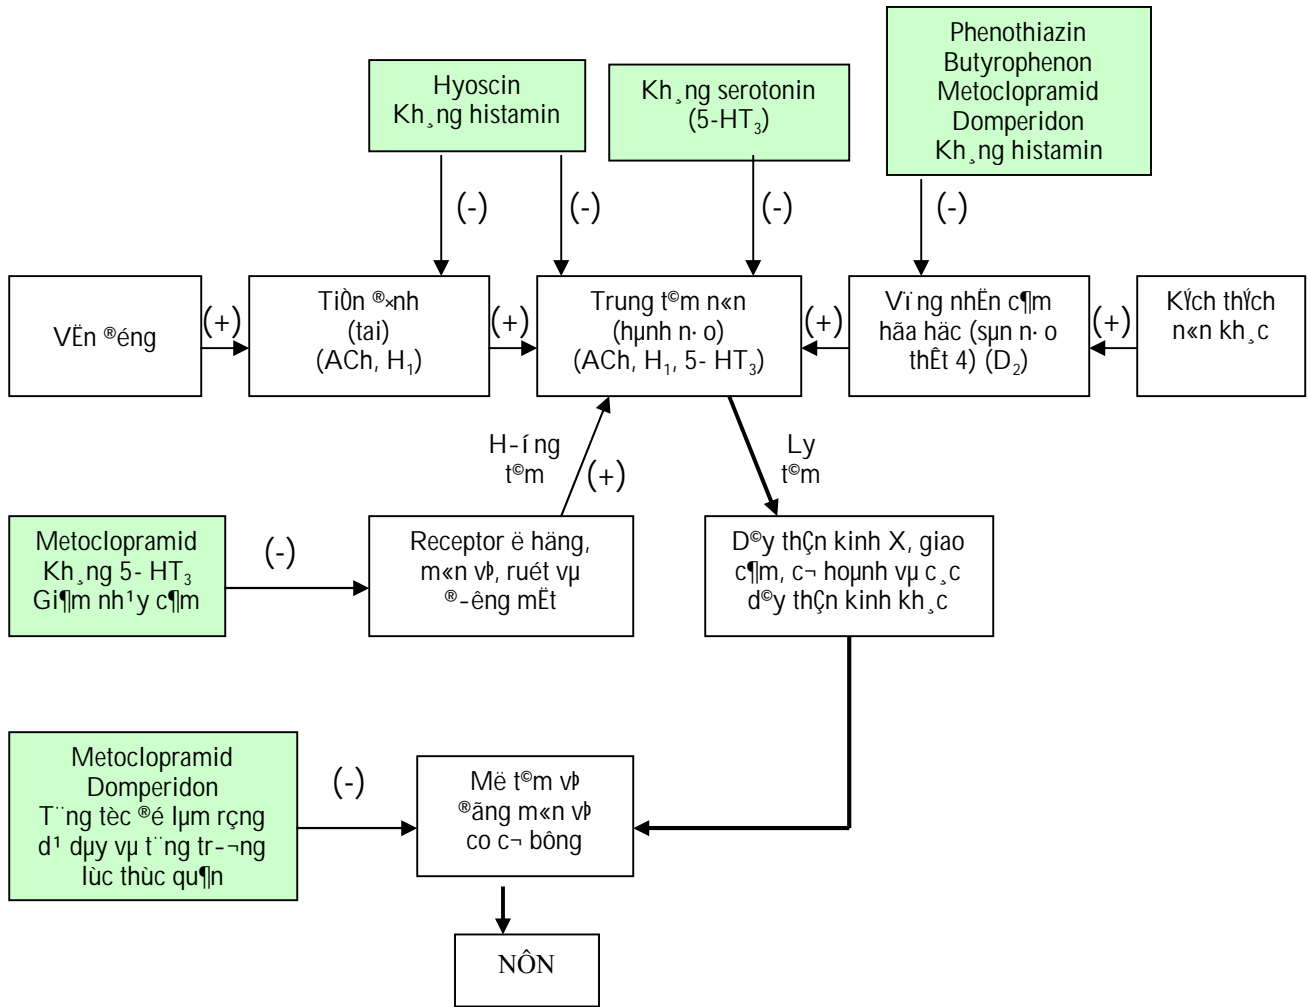 Phenothiazin
Butyrophenon
Metoclopramid
Domperidon
Kh¸ng histamin
Hyoscin
Kh¸ng histamin
Kh¸ng serotonin
(5-HT₃)
(-)
(-)
(-)
(-)
VËn ®éng
(+)
TiÒn ®×nh
(tai)
(ACh, H₁)
(+)
Trung t©m n«n
(hµnh n·o)
(ACh, H₁, 5- HT₃)
(+)
Vïng nhËn c¶m
hãa häc (sµn n·o
thÊt 4) (D₂)
(+)
KÝch thÝch
n«n kh¸c
H-íng
t©m
(+)
Ly
t©m
Metoclopramid
Kh¸ng 5- HT₃
Gi¶m nh¹y c¶m
(-)
Receptor ë häng,
m«n vÞ, ruét vµ
®-êng mËt
D©y thÇn kinh X, giao
c¶m, c¬ hoµnh vµ c¸c
d©y thÇn kinh kh¸c
Metoclopramid
Domperidon
T¨ng tèc ®é lµm rçng
d¹ dµy vµ t¨ng tr-¬ng
lùc thùc qu¶n
(-)
Më t©m vÞ
®ãng m«n vÞ
co c¬ bông
NÔN